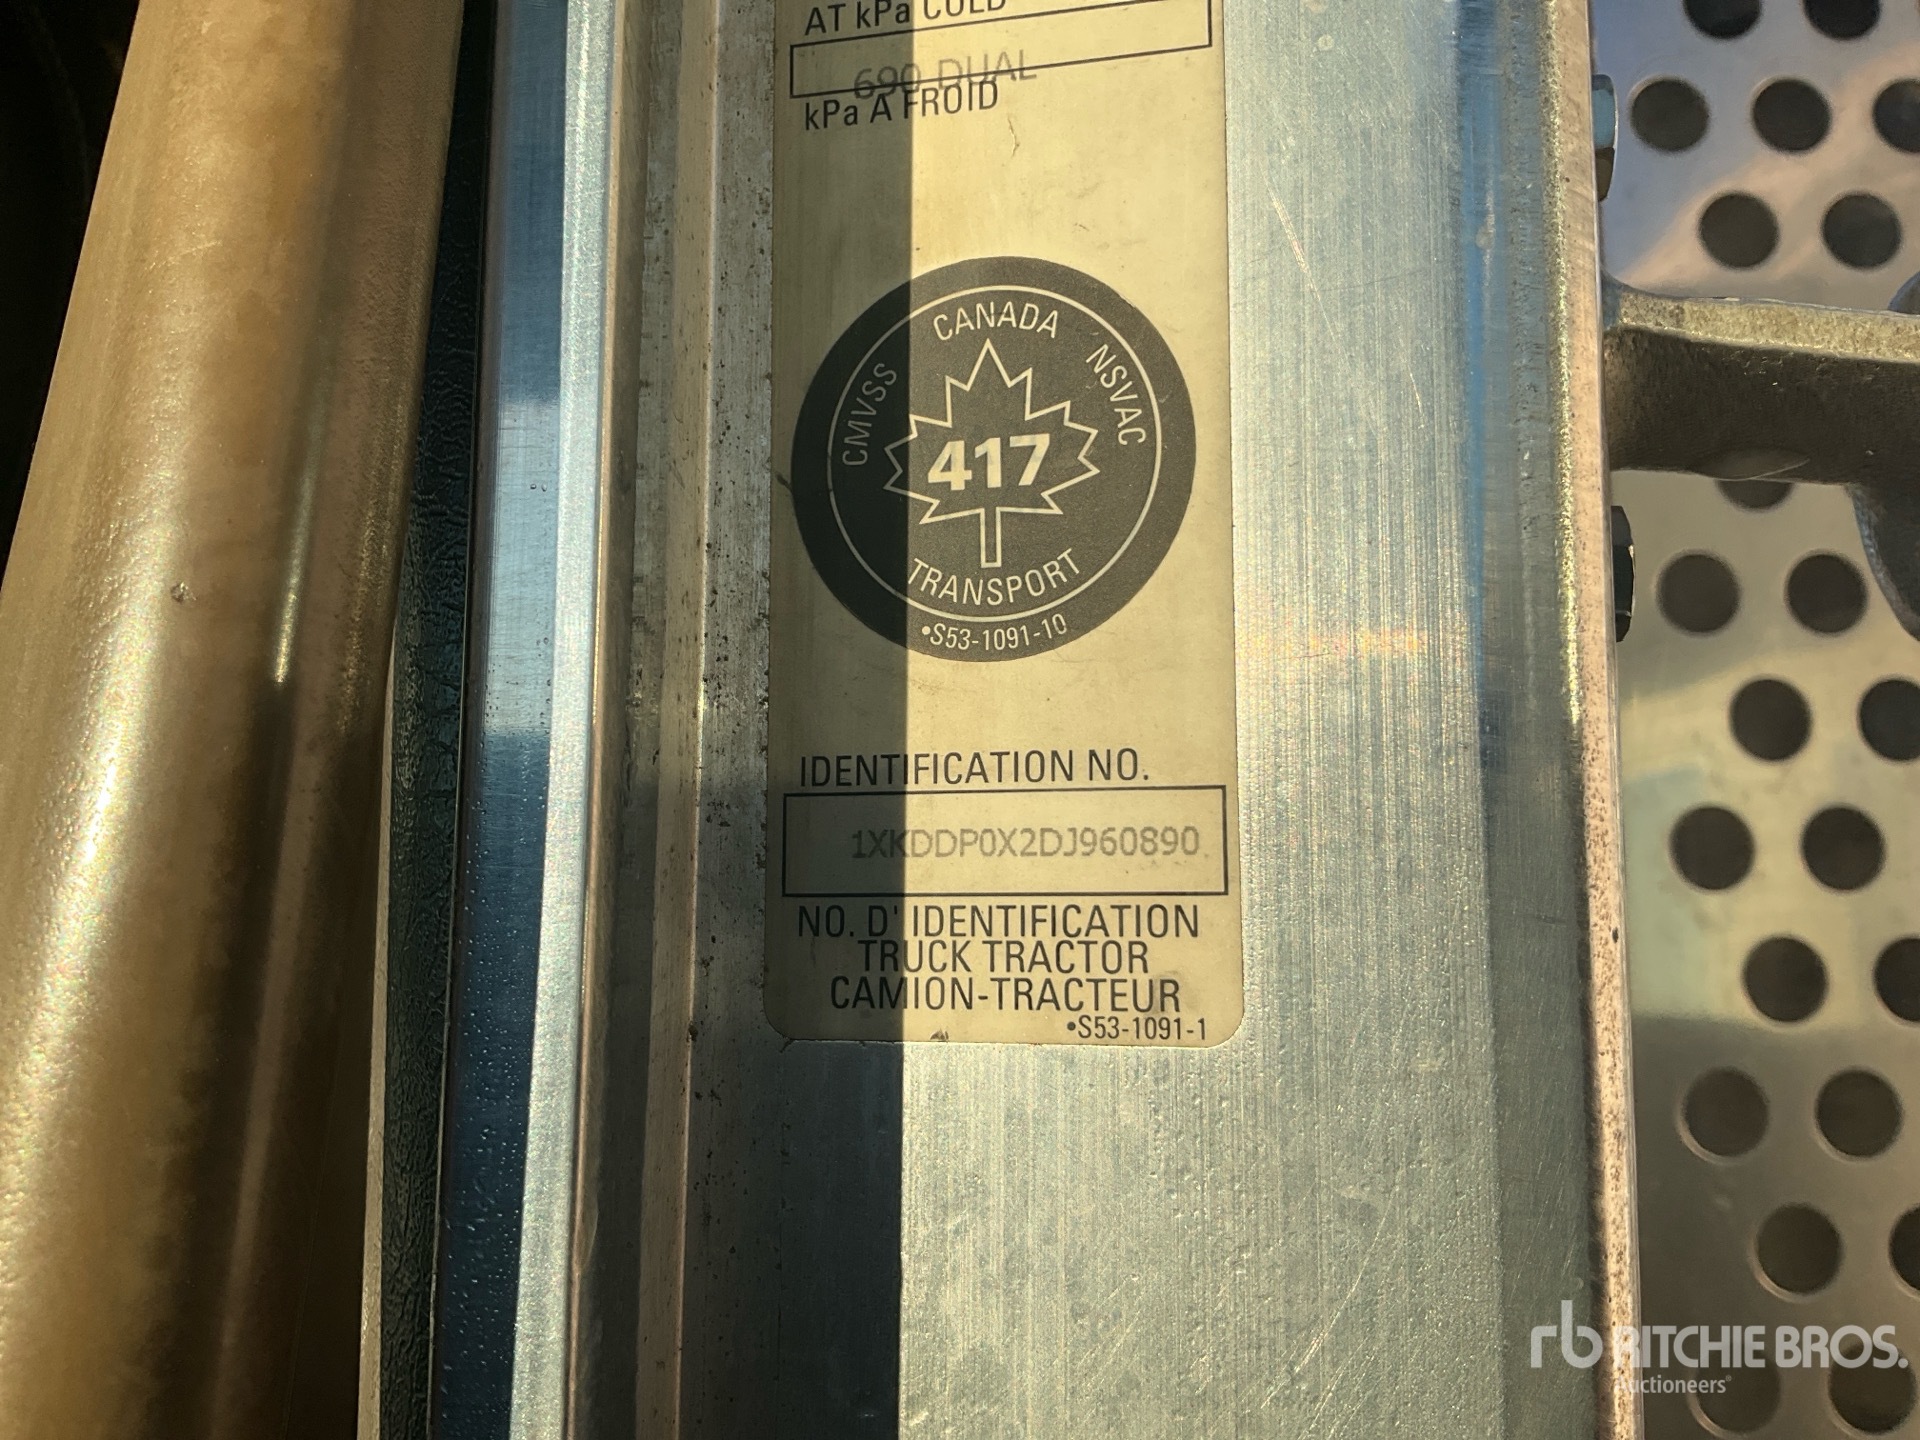 AT kPa COLD
690 DUAL
kPa A FROID
CANADA
CMVSS
NSVAC
417
TRANSPORT
•S53-1091-10
IDENTIFICATION NO.
1XKDDP0X2DJ960890
NO. D' IDENTIFICATION
TRUCK TRACTOR
CAMION-TRACTEUR
•S53-1091-1
rb RITCHIE BROS.
Auctioneers®